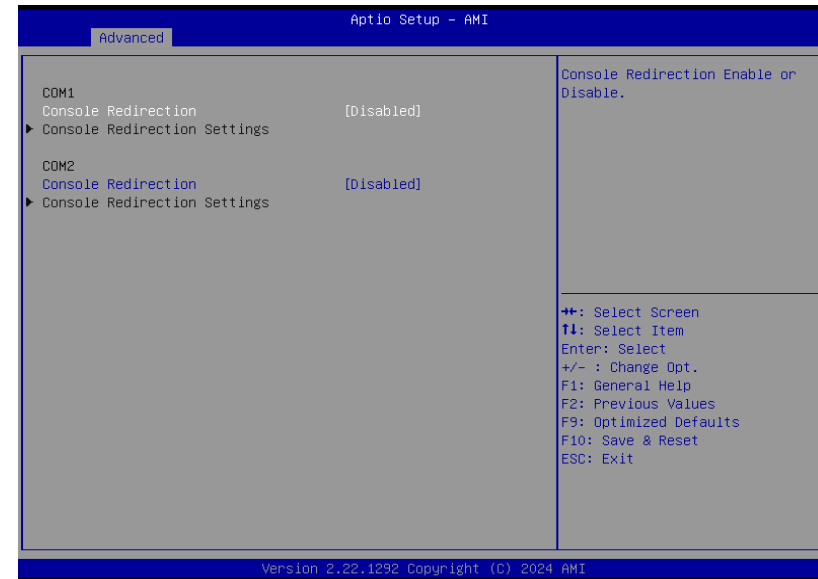 Aptio Setup – AMI
Advanced
COM1
Console Redirection [Disabled]
▶ Console Redirection Settings
COM2
Console Redirection [Disabled]
▶ Console Redirection Settings
Console Redirection Enable or
Disable.
→←: Select Screen
↑↓: Select Item
Enter: Select
+/- : Change Opt.
F1: General Help
F2: Previous Values
F9: Optimized Defaults
F10: Save & Reset
ESC: Exit
Version 2.22.1292 Copyright (C) 2024 AMI